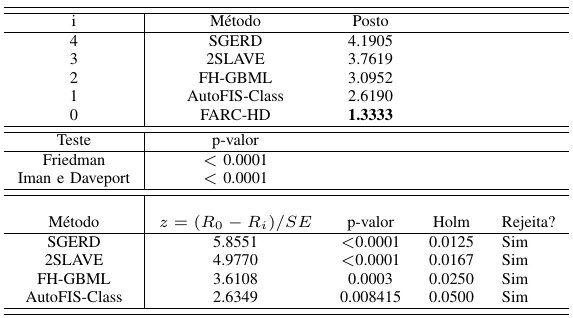 i Método Posto
4 SGERD 4.1905
3 2SLAVE 3.7619
2 FH-GBML 3.0952
1 AutoFIS-Class 2.6190
0 FARC-HD 1.3333
Teste p-valor
Friedman < 0.0001
Iman e Daveport < 0.0001
Método z = (R₀ − Rᵢ)/SE p-valor Holm Rejeita?
SGERD 5.8551 <0.0001 0.0125 Sim
2SLAVE 4.9770 <0.0001 0.0167 Sim
FH-GBML 3.6108 0.0003 0.0250 Sim
AutoFIS-Class 2.6349 0.008415 0.0500 Sim